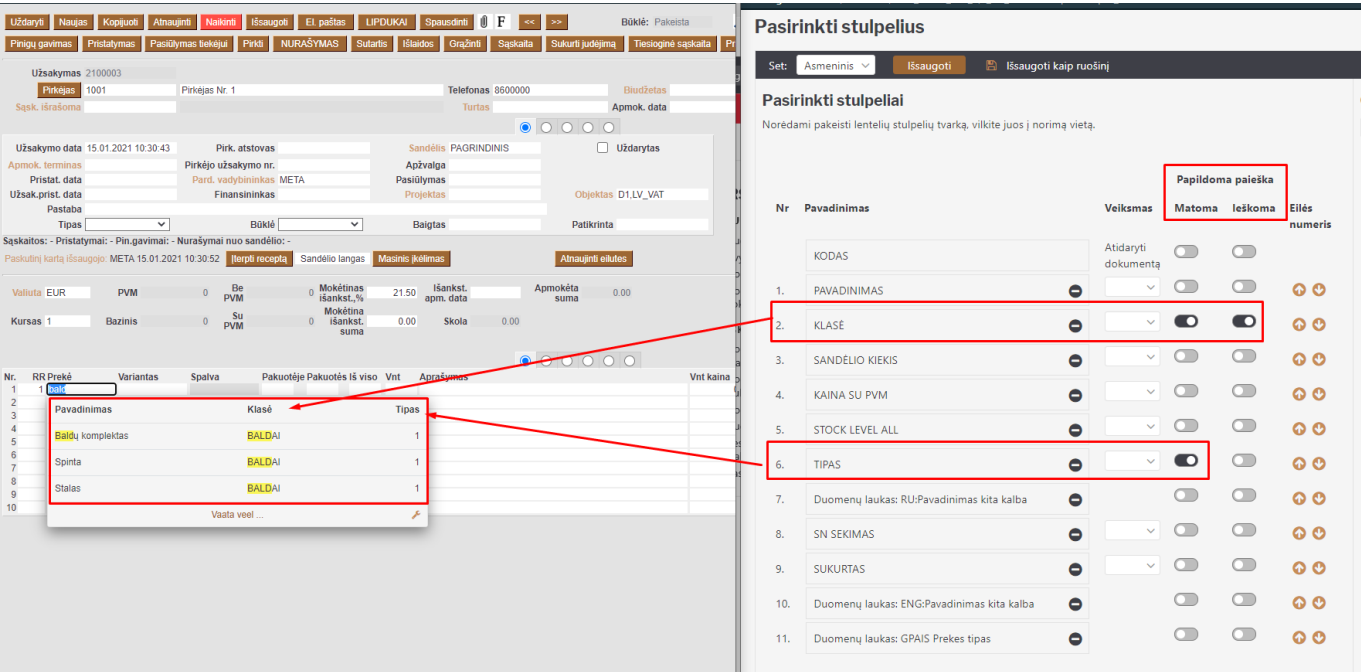 Uždaryti Naujas Kopijuoti Atnaujinti Naikinti Išsaugoti El. paštas LIPDUKAI Spausdinti F << >> Būklė: Pakeista
Pinigų gavimas Pristatymas Pasiūlymas tiekėjui Pirkti NURAŠYMAS Sutartis Išlaidos Grąžinti Sąskaita Sukurti judėjimą Tiesioginė sąskaita
Užsakymas 2100003
Pirkėjas 1001 Pirkėjas Nr. 1 Telefonas 8600000 Biudžetas
Sąsk. išrašoma Turtas Apmok. data
Užsakymo data 15.01.2021 10:30:43 Pirk. atstovas Sandėlis PAGRINDINIS Uždarytas
Apmok. terminas Pirkėjo užsakymo nr. Apžvalga
Pristat. data Pard. vadybininkas META Pasiūlymas
Užsak.prist. data Finansininkas Projektas Objektas D1,LV_VAT
Pastaba
Tipas Būklė Baigtas Patikrinta
Sąskaitos: - Pristatymai: - Pin.gavimai: - Nurašymai nuo sandėlio: -
Paskutinį kartą išsaugojo: META 15.01.2021 10:30:52 Įterpti receptą Sandėlio langas Masinis įkėlimas Atnaujinti eilutes
Valiuta EUR PVM 0 Be PVM 0 Mokėtinas išankst.,% 21.50 Išankst. apm. data Apmokėta suma 0.00
Kursas 1 Bazinis 0 Su PVM 0 Mokėtina išankst. suma 0.00 Skola 0.00
Nr. RR Prekė Variantas Spalva Pakuotėje Pakuotės Iš viso Vnt Aprašymas Vnt kaina
1 1 bald
2
3
4
5
6
7
8
9
10
Pavadinimas Klasė Tipas
Baldų komplektas BALDAI 1
Spinta BALDAI 1
Stalas BALDAI 1
Vaata veel ...
Pasirinkti stulpelius
Set: Asmeninis Išsaugoti Išsaugoti kaip ruošinį
Pasirinkti stulpeliai
Norėdami pakeisti lentelių stulpelių tvarką, vilkite juos į norimą vietą.
Papildoma paieška
Nr Pavadinimas Veiksmas Matoma Ieškoma Eilės numeris
KODAS Atidaryti dokumentą
1. PAVADINIMAS
2. KLASĖ
3. SANDĖLIO KIEKIS
4. KAINA SU PVM
5. STOCK LEVEL ALL
6. TIPAS
7. Duomenų laukas: RU:Pavadinimas kita kalba
8. SN SEKIMAS
9. SUKURTAS
10. Duomenų laukas: ENG:Pavadinimas kita kalba
11. Duomenų laukas: GPAIS Prekes tipas